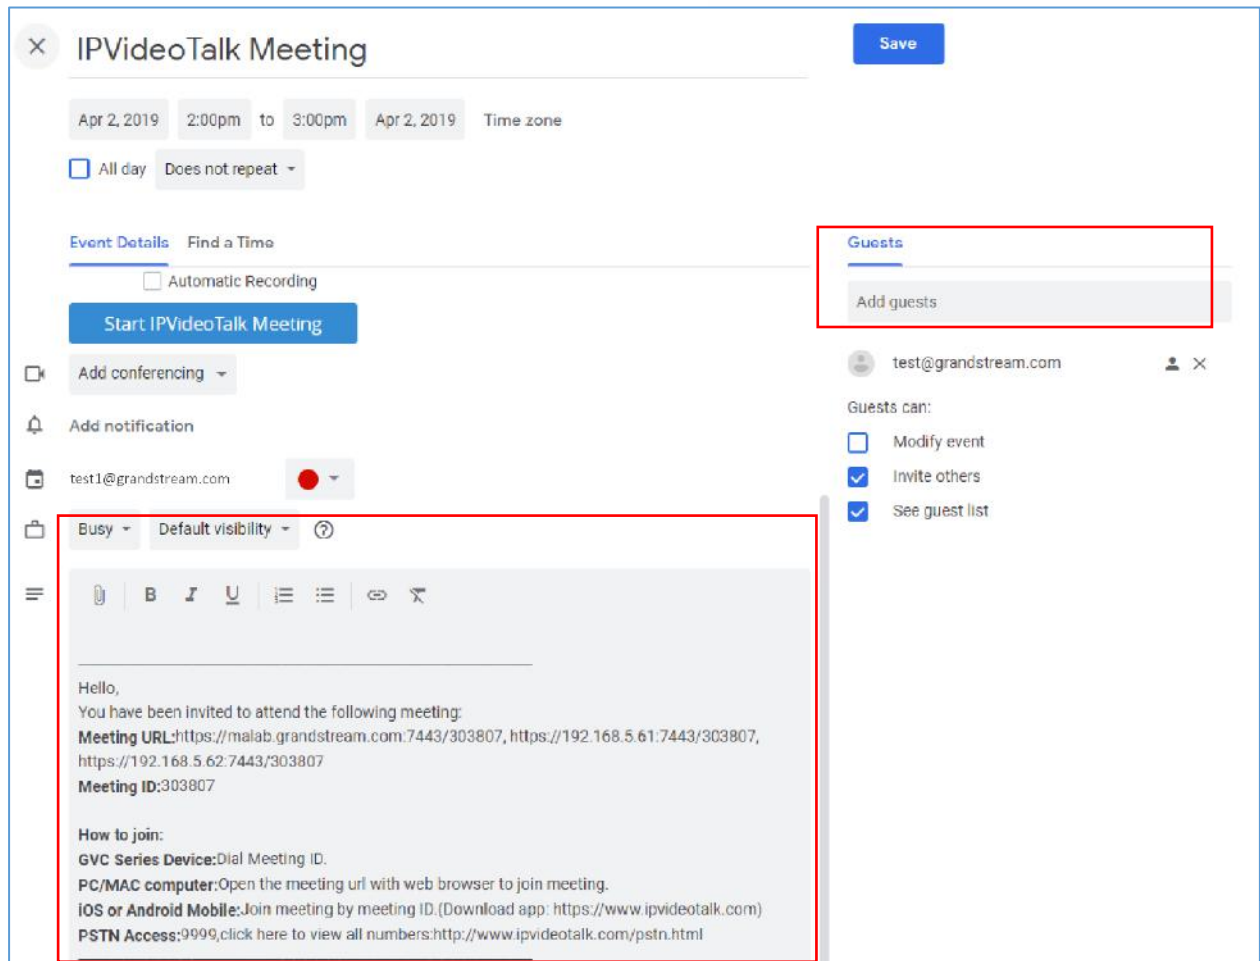 IPVideoTalk Meeting
Save
Apr 2, 2019 2:00pm to 3:00pm Apr 2, 2019 Time zone
All day Does not repeat
Event Details Find a Time
Automatic Recording
Start IPVideoTalk Meeting
Add conferencing
Add notification
test1@grandstream.com
Busy Default visibility
B I U
Hello,
You have been invited to attend the following meeting:
Meeting URL:https://malab.grandstream.com:7443/303807, https://192.168.5.61:7443/303807,
https://192.168.5.62:7443/303807
Meeting ID:303807
How to join:
GVC Series Device:Dial Meeting ID.
PC/MAC computer:Open the meeting url with web browser to join meeting.
iOS or Android Mobile:Join meeting by meeting ID.(Download app: https://www.ipvideotalk.com)
PSTN Access:9999,click here to view all numbers:http://www.ipvideotalk.com/pstn.html
Guests
Add guests
test@grandstream.com
Guests can:
Modify event
Invite others
See guest list